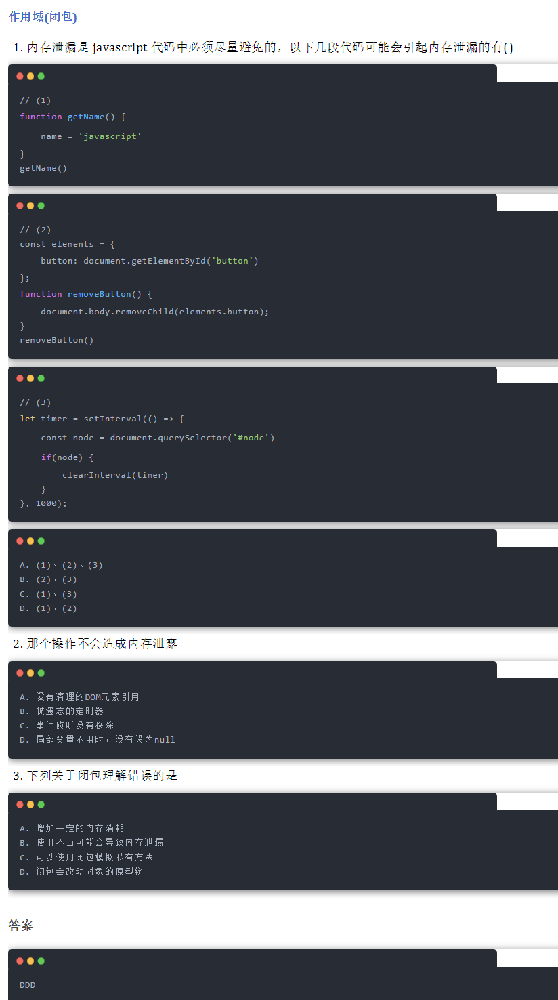 作用域(闭包)
1. 内存泄漏是 javascript 代码中必须尽量避免的，以下几段代码可能会引起内存泄漏的有()
// (1)
function getName() {
    name = 'javascript'
}
getName()
// (2)
const elements = {
    button: document.getElementById('button')
};
function removeButton() {
    document.body.removeChild(elements.button);
}
removeButton()
// (3)
let timer = setInterval(() => {
    const node = document.querySelector('#node')
    if(node) {
        clearInterval(timer)
    }
}, 1000);
A. (1)、(2)、(3)
B. (2)、(3)
C. (1)、(3)
D. (1)、(2)
2. 那个操作不会造成内存泄露
A. 没有清理的DOM元素引用
B. 被遗忘的定时器
C. 事件侦听没有移除
D. 局部变量不用时，没有设为null
3. 下列关于闭包理解错误的是
A. 增加一定的内存消耗
B. 使用不当可能会导致内存泄漏
C. 可以使用闭包模拟私有方法
D. 闭包会改动对象的原型链
答案
DDD